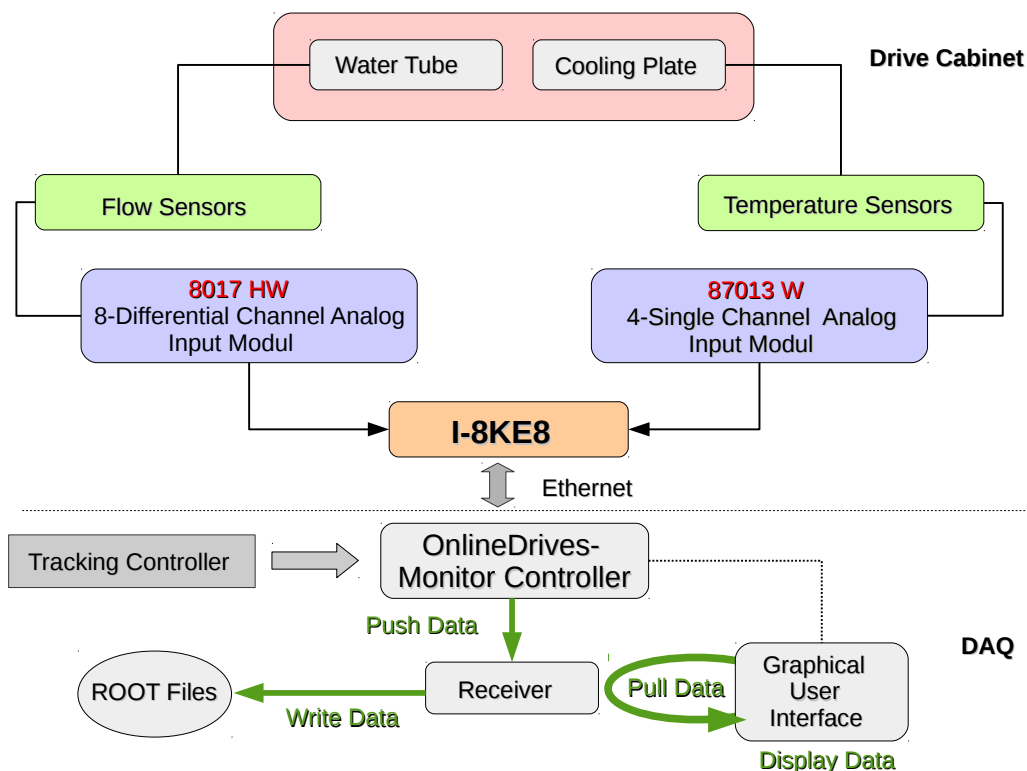 Water Tube
Cooling Plate
Drive Cabinet
Flow Sensors
Temperature Sensors
8017 HW
8-Differential Channel Analog
Input Modul
87013 W
4-Single Channel Analog
Input Modul
I-8KE8
Ethernet
Tracking Controller
OnlineDrives-
Monitor Controller
Push Data
DAQ
ROOT Files
Write Data
Receiver
Pull Data
Graphical
User
Interface
Display Data